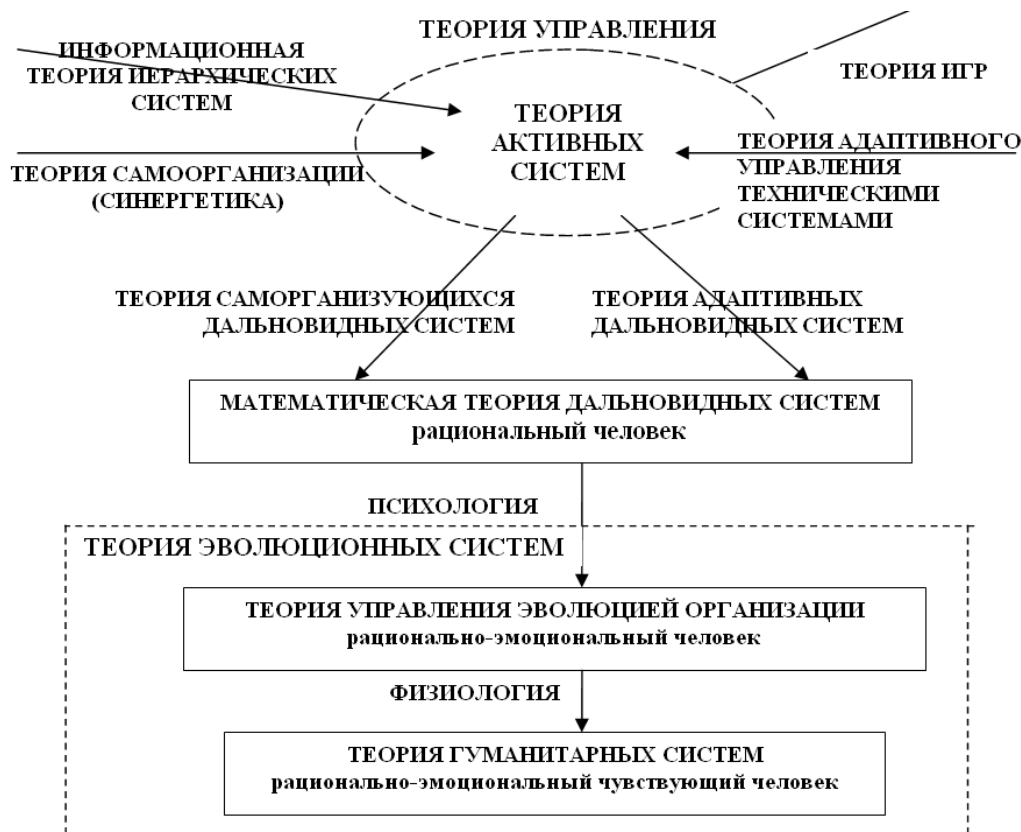 ТЕОРИЯ УПРАВЛЕНИЯ
ИНФОРМАЦИОННАЯ
ТЕОРИЯ ИЕРАРХИЧЕСКИХ
СИСТЕМ
ТЕОРИЯ ИГР
ТЕОРИЯ
АКТИВНЫХ
СИСТЕМ
ТЕОРИЯ САМООРГАНИЗАЦИИ
(СИНЕРГЕТИКА)
ТЕОРИЯ АДАПТИВНОГО
УПРАВЛЕНИЯ
ТЕХНИЧЕСКИМИ
СИСТЕМАМИ
ТЕОРИЯ САМОРГАНИЗУЮЩИХСЯ
ДАЛЬНОВИДНЫХ СИСТЕМ
ТЕОРИЯ АДАПТИВНЫХ
ДАЛЬНОВИДНЫХ СИСТЕМ
МАТЕМАТИЧЕСКАЯ ТЕОРИЯ ДАЛЬНОВИДНЫХ СИСТЕМ
рациональный человек
ПСИХОЛОГИЯ
ТЕОРИЯ ЭВОЛЮЦИОННЫХ СИСТЕМ
ТЕОРИЯ УПРАВЛЕНИЯ ЭВОЛЮЦИЕЙ ОРГАНИЗАЦИИ
рационально-эмоциональный человек
ФИЗИОЛОГИЯ
ТЕОРИЯ ГУМАНИТАРНЫХ СИСТЕМ
рационально-эмоциональный чувствующий человек